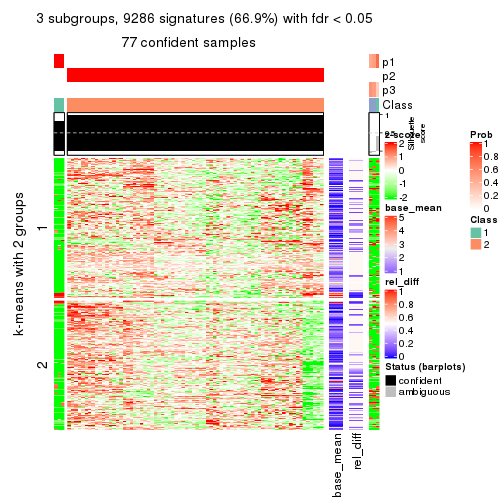 3 subgroups, 9286 signatures (66.9%) with fdr < 0.05
77 confident samples
p1
p2
p3
Class
1
0.5
Silhouette
score
z-score
2
1
0
-1
-2
base_mean
5
4
3
2
1
rel_diff
1
0.8
0.6
0.4
0.2
0
Status (barplots)
confident
ambiguous
Prob
1
0.8
0.6
0.4
0.2
0
Class
1
2
k-means with 2 groups
1
2
base_mean
rel_diff